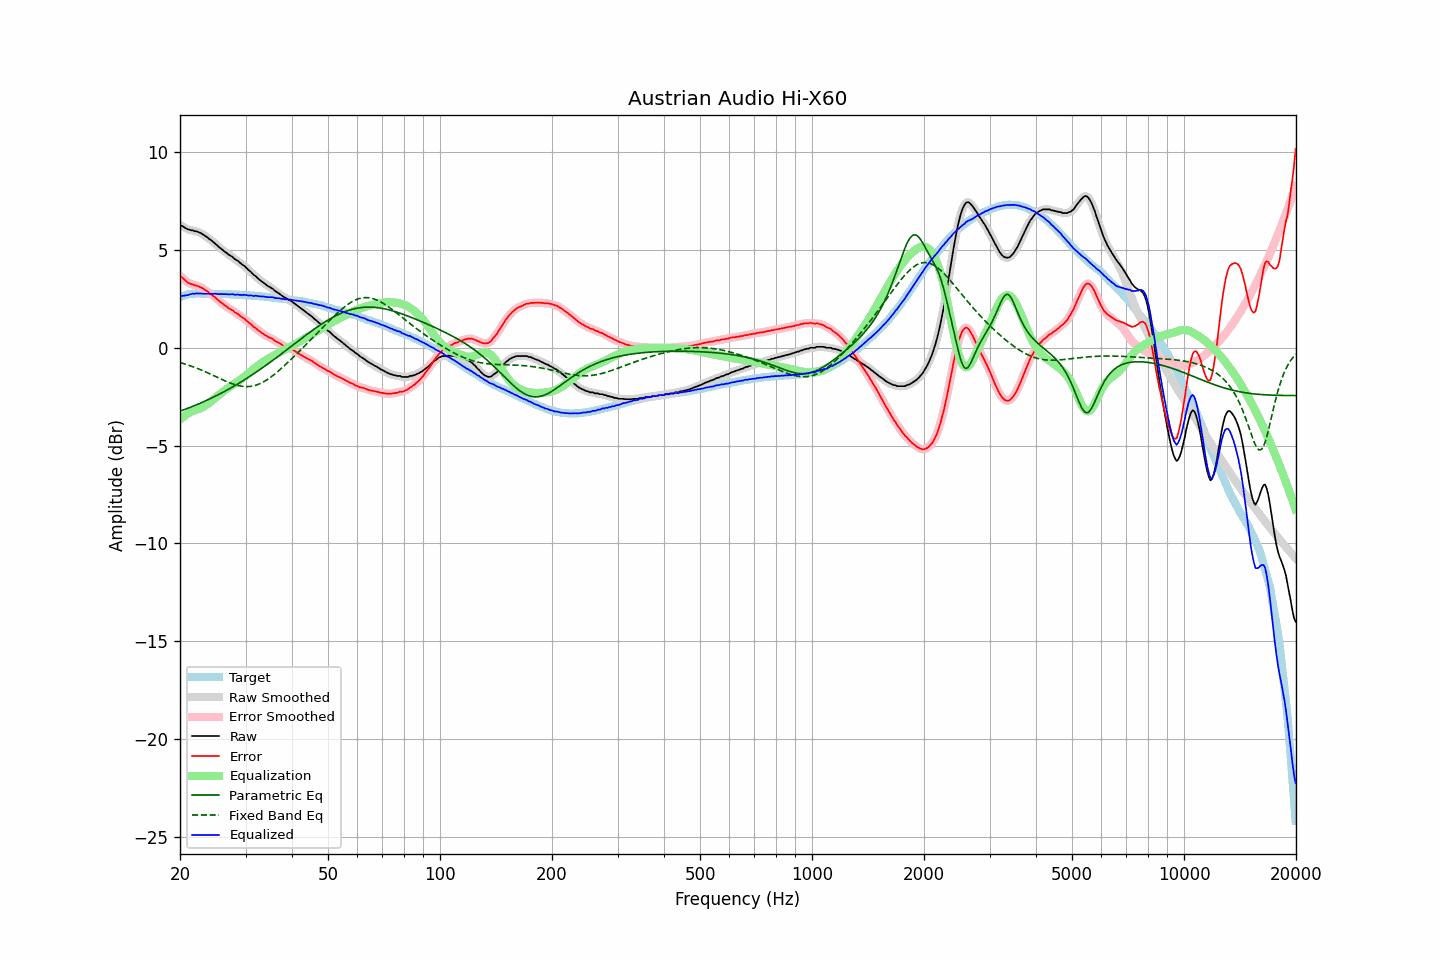 Austrian Audio Hi-X60
Amplitude (dBr)
10
5
0
−5
−10
−15
−20
−25
Target
Raw Smoothed
Error Smoothed
Raw
Error
Equalization
Parametric Eq
Fixed Band Eq
Equalized
20 50 100 200 500 1000 2000 5000 10000 20000
Frequency (Hz)